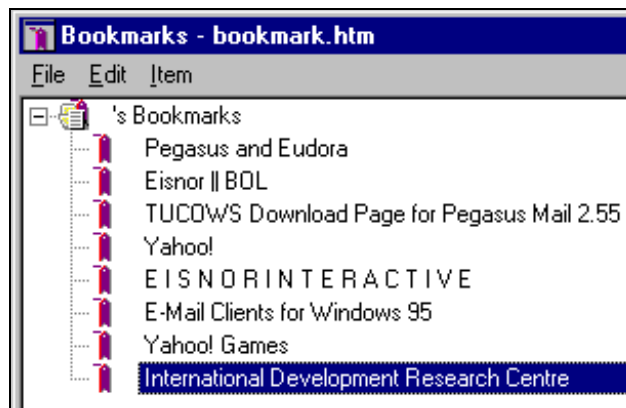 Bookmarks - bookmark.htm
File Edit Item
's Bookmarks
Pegasus and Eudora
Eisnor || BOL
TUCOWS Download Page for Pegasus Mail 2.55
Yahoo!
E I S N O R I N T E R A C T I V E
E-Mail Clients for Windows 95
Yahoo! Games
International Development Research Centre